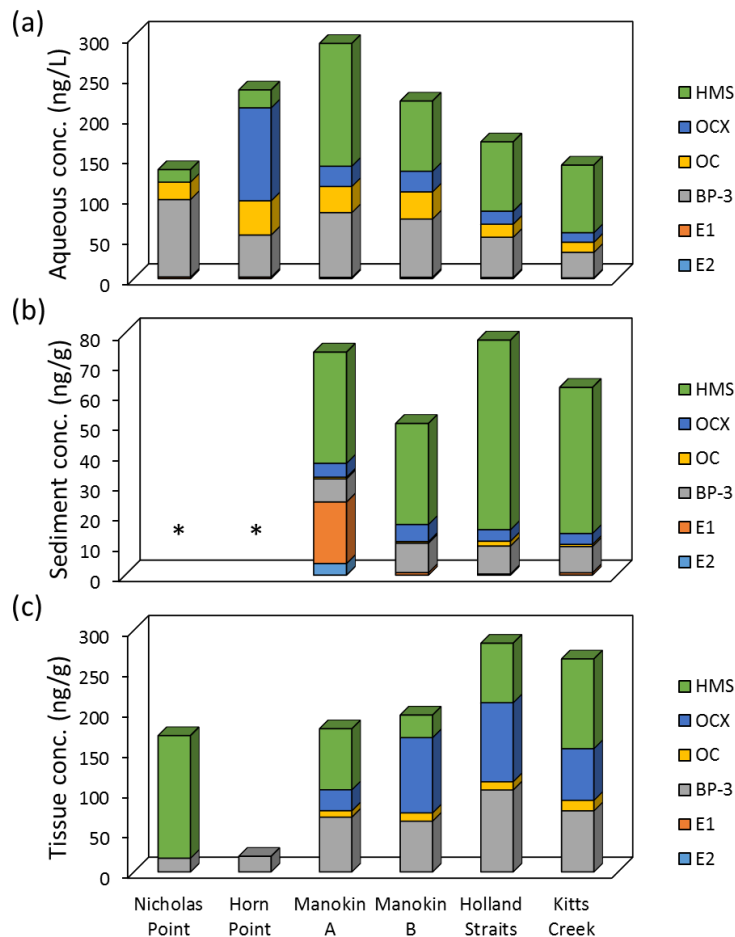 (a)
Aqueous conc. (ng/L)
300
250
200
150
100
50
0
HMS
OCX
OC
BP-3
E1
E2
(b)
Sediment conc. (ng/g)
80
70
60
50
40
30
20
10
0
*
*
HMS
OCX
OC
BP-3
E1
E2
(c)
Tissue conc. (ng/g)
300
250
200
150
100
50
0
HMS
OCX
OC
BP-3
E1
E2
Nicholas Horn Manokin Manokin Holland Kitts
Point Point A B Straits Creek